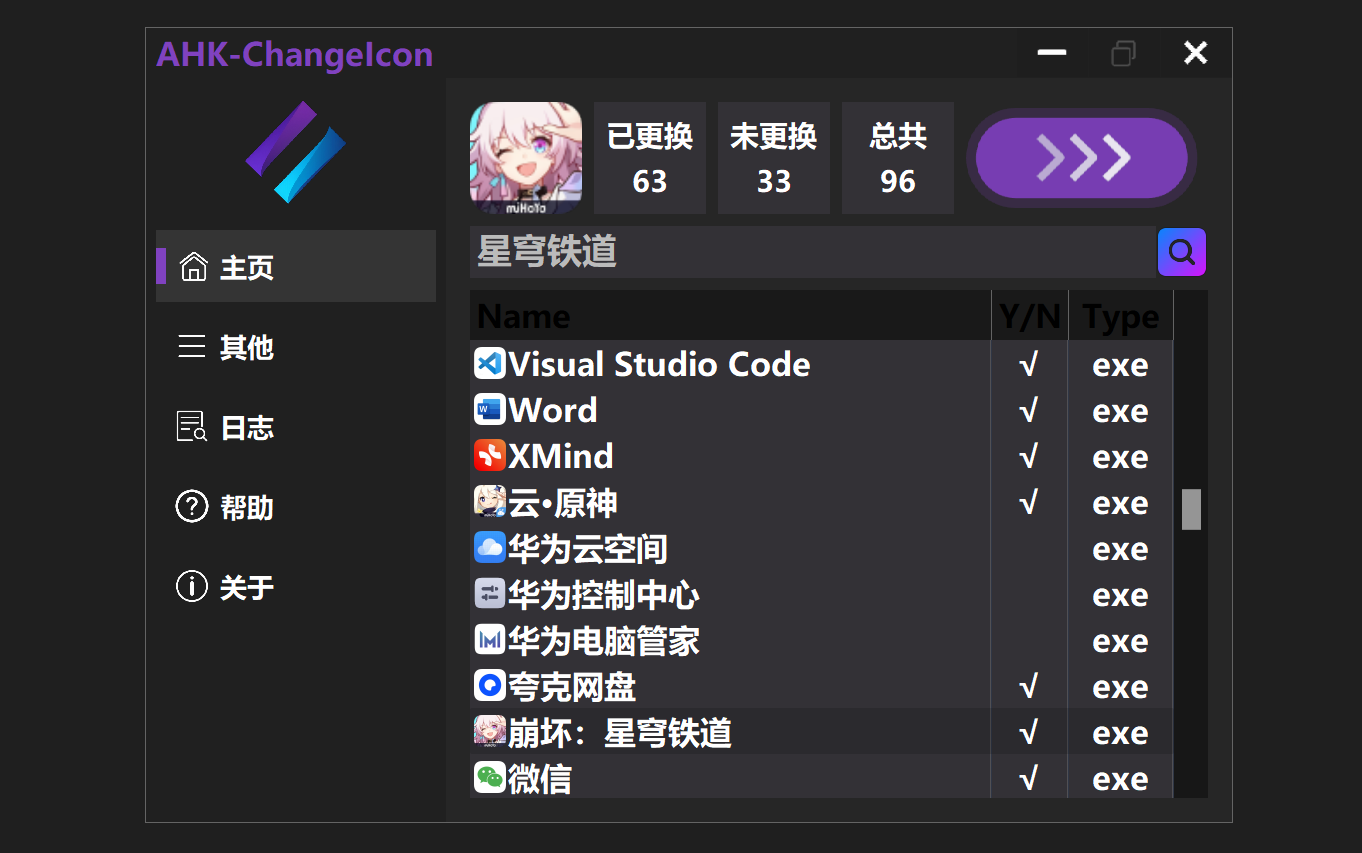 AHK-ChangeIcon
主页
其他
日志
帮助
关于
miHoYo
已更换
63
未更换
33
总共
96
星穹铁道
Name Y/N Type
Visual Studio Code √ exe
Word √ exe
XMind √ exe
云•原神 √ exe
华为云空间 exe
华为控制中心 exe
华为电脑管家 exe
夸克网盘 √ exe
崩坏：星穹铁道 √ exe
微信 √ exe